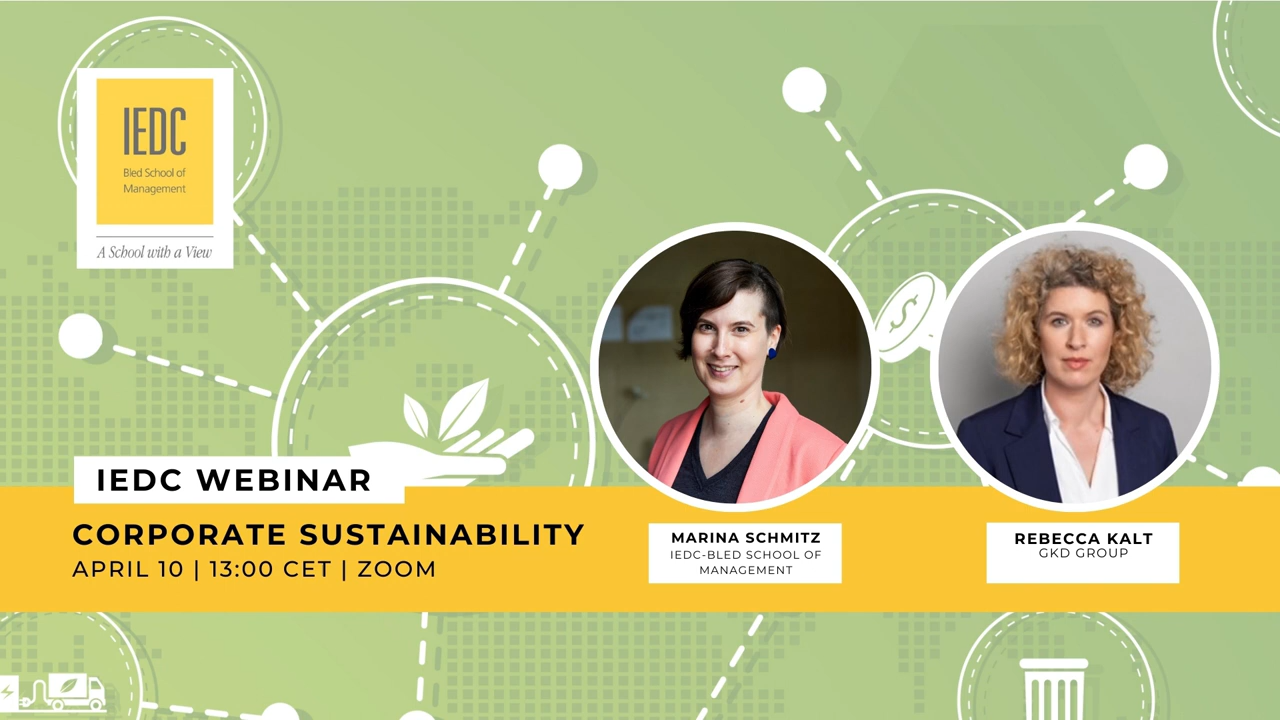 IEDC
Bled School of
Management
A School with a View
$
IEDC WEBINAR
CORPORATE SUSTAINABILITY
APRIL 10 | 13:00 CET | ZOOM
MARINA SCHMITZ
IEDC-BLED SCHOOL OF
MANAGEMENT
REBECCA KALT
GKD GROUP